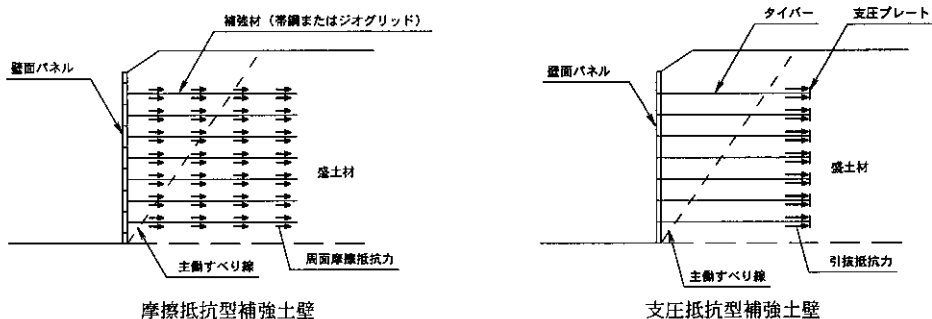 補強材（帯鋼またはジオグリッド）
壁面パネル
盛土材
主働すべり線
周面摩擦抵抗力
摩擦抵抗型補強土壁
タイバー
支圧プレート
壁面パネル
盛土材
主働すべり線
引抜抵抗力
支圧抵抗型補強土壁